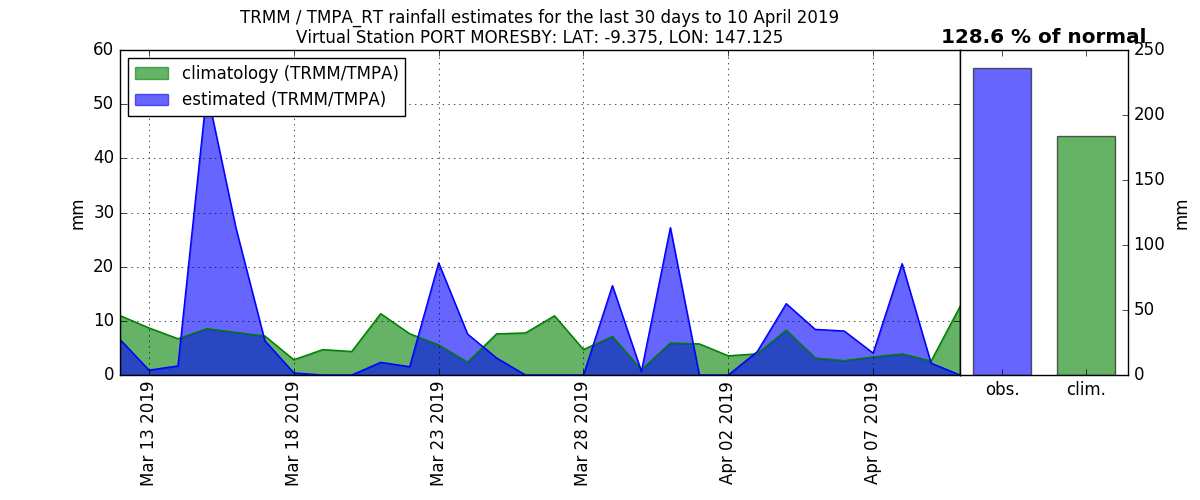 TRMM / TMPA_RT rainfall estimates for the last 30 days to 10 April 2019
Virtual Station PORT MORESBY: LAT: -9.375, LON: 147.125
128.6 % of normal
climatology (TRMM/TMPA)
estimated (TRMM/TMPA)
60
50
40
30
20
10
0
mm
Mar 13 2019
Mar 18 2019
Mar 23 2019
Mar 28 2019
Apr 02 2019
Apr 07 2019
obs.
clim.
250
200
150
100
50
0
mm